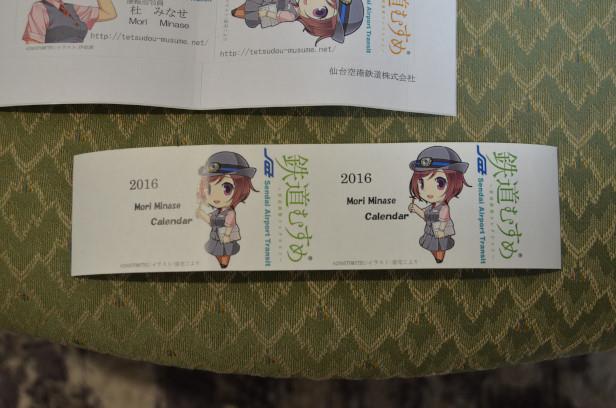 杜 みなせ
Mori Minase
http://tetsudou-musume.net/
http://tetsudou-musume.net/
仙台空港鉄道株式会社
2016
Mori Minase
Calendar
Sendai Airport Transit
鉄道むすめ
2016
Mori Minase
Calendar
Sendai Airport Transit
鉄道むすめ